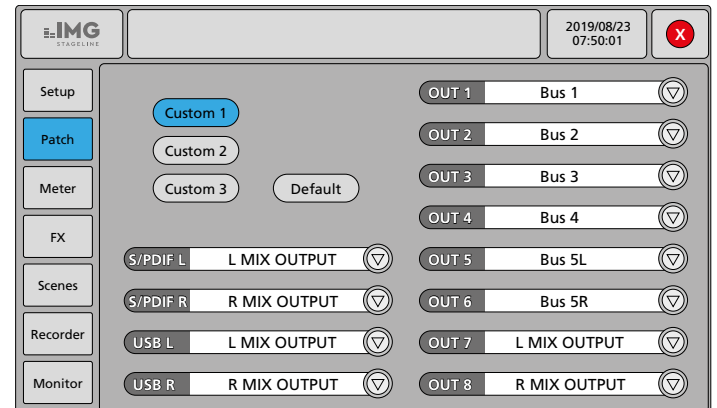 IMG
STAGELINE
2019/08/23
07:50:01
X
Setup
Patch
Meter
FX
Scenes
Recorder
Monitor
Custom 1
Custom 2
Custom 3
Default
S/PDIF L L MIX OUTPUT
S/PDIF R R MIX OUTPUT
USB L L MIX OUTPUT
USB R R MIX OUTPUT
OUT 1 Bus 1
OUT 2 Bus 2
OUT 3 Bus 3
OUT 4 Bus 4
OUT 5 Bus 5L
OUT 6 Bus 5R
OUT 7 L MIX OUTPUT
OUT 8 R MIX OUTPUT